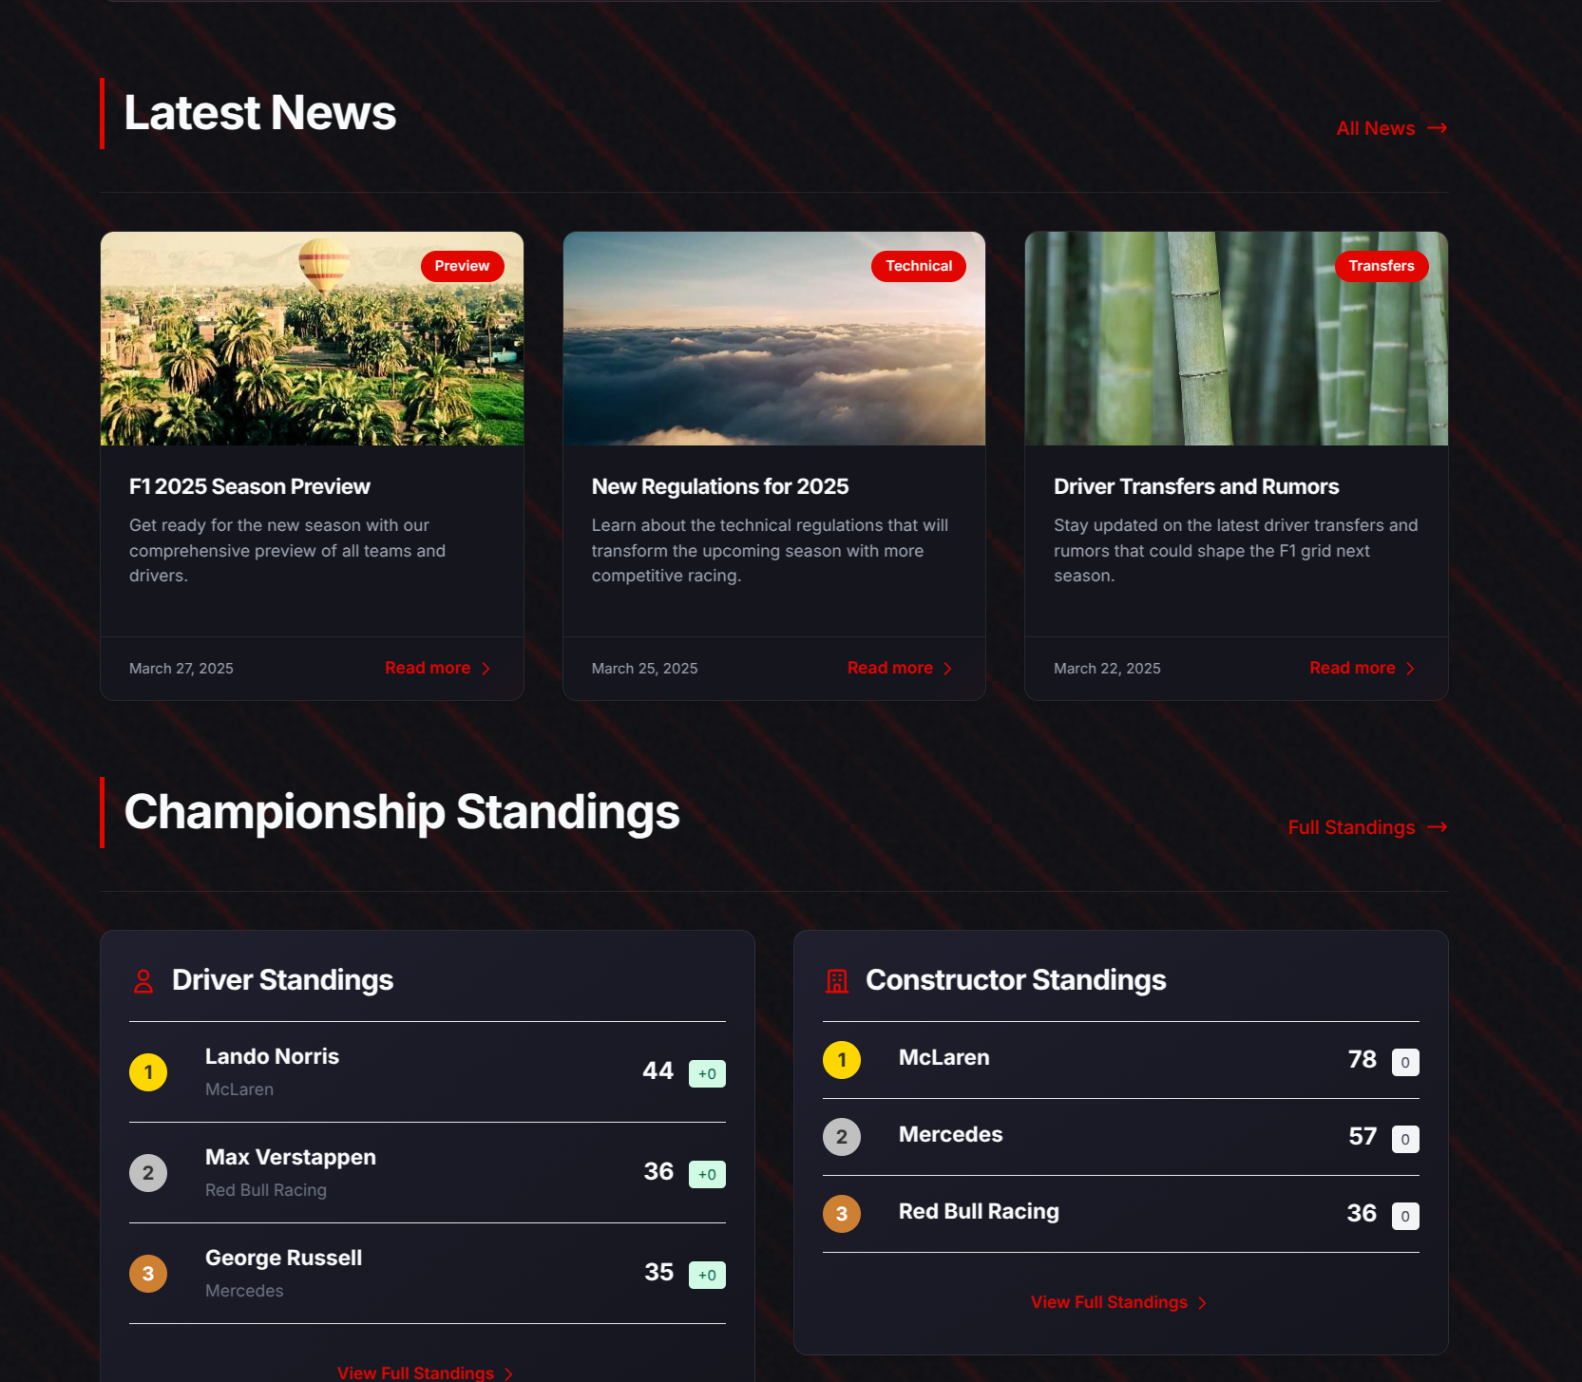 Latest News
All News
Preview
Technical
Transfers
F1 2025 Season Preview
Get ready for the new season with our
comprehensive preview of all teams and
drivers.
March 27, 2025
Read more
New Regulations for 2025
Learn about the technical regulations that will
transform the upcoming season with more
competitive racing.
March 25, 2025
Read more
Driver Transfers and Rumors
Stay updated on the latest driver transfers and
rumors that could shape the F1 grid next
season.
March 22, 2025
Read more
Championship Standings
Full Standings
Driver Standings
1 Lando Norris 44 +0
McLaren
2 Max Verstappen 36 +0
Red Bull Racing
3 George Russell 35 +0
Mercedes
View Full Standings
Constructor Standings
1 McLaren 78 0
2 Mercedes 57 0
3 Red Bull Racing 36 0
View Full Standings